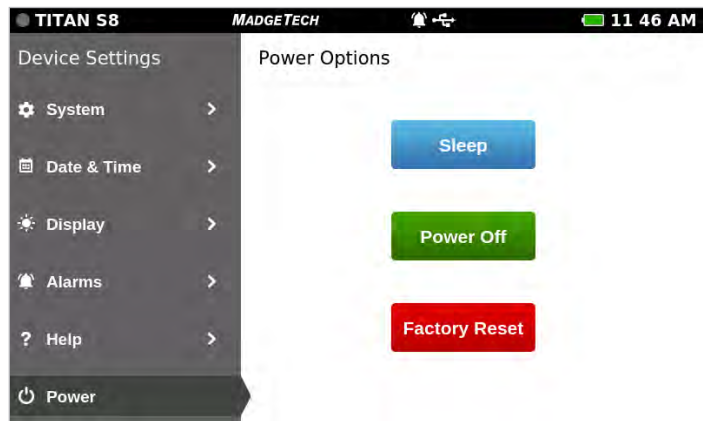 TITAN S8 MADGETECH 11 46 AM
Device Settings
System
Date & Time
Display
Alarms
? Help
Power
Power Options
Sleep
Power Off
Factory Reset